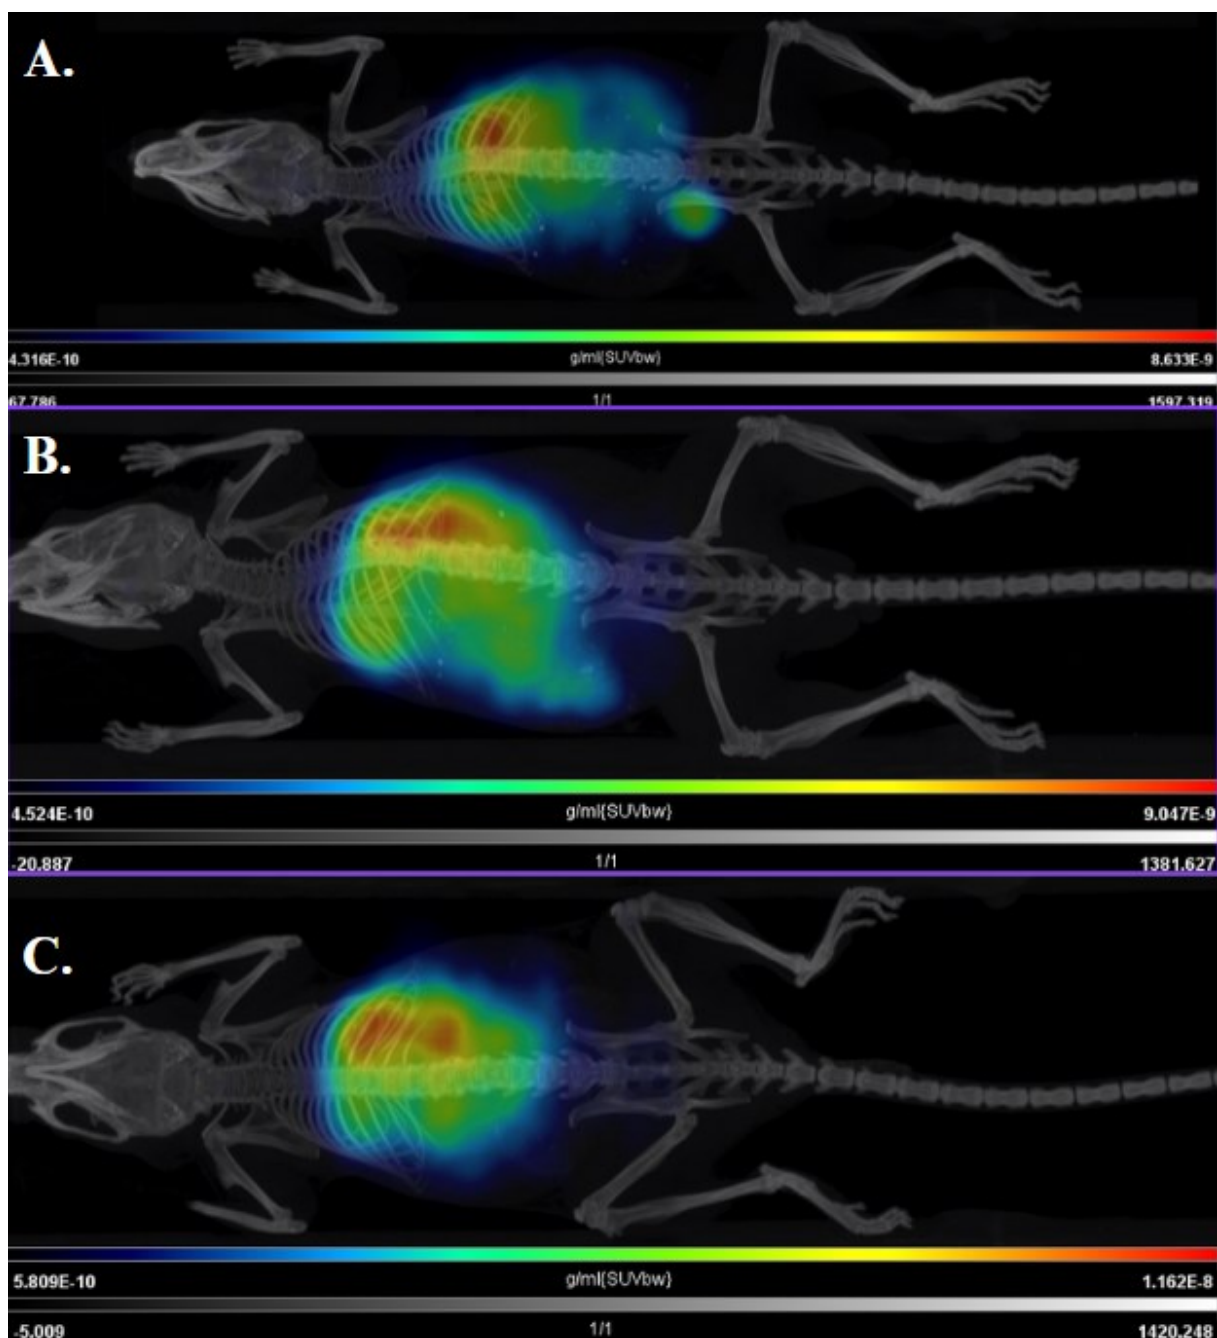 A.
4.316E-10 g/ml{SUVbw} 8.633E-9
67.786 1/1 1597.319
B.
4.524E-10 g/ml{SUVbw} 9.047E-9
-20.887 1/1 1381.627
C.
5.809E-10 g/ml{SUVbw} 1.162E-8
-5.009 1/1 1420.248